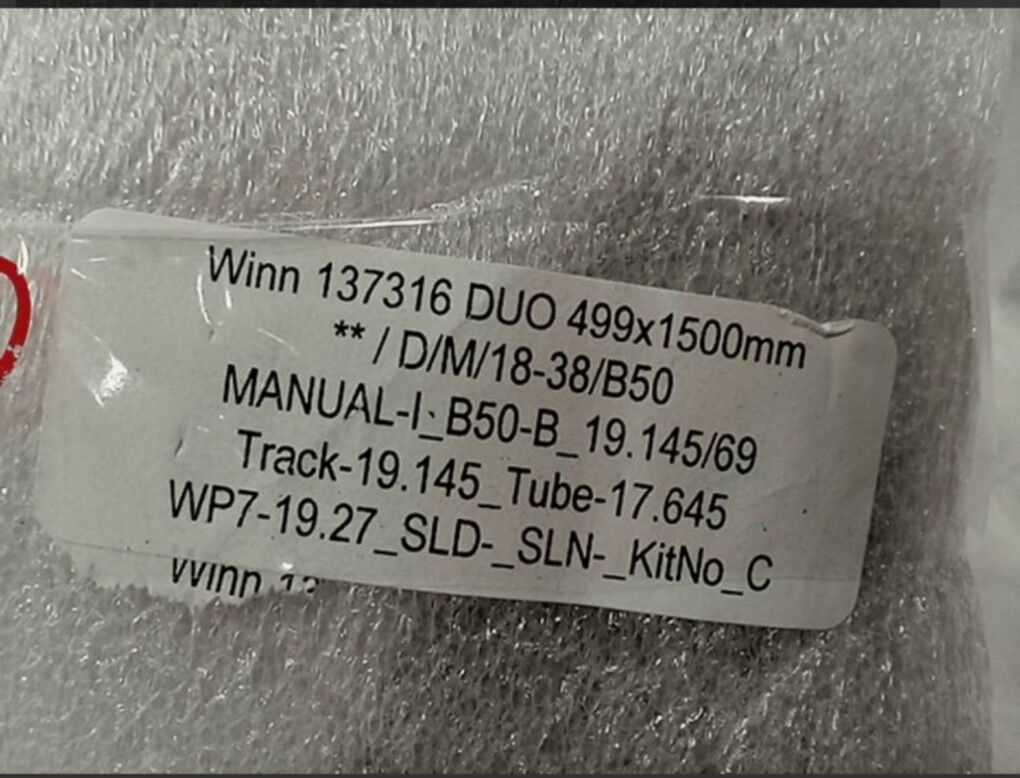 Winn 137316 DUO 499x1500mm
** / D/M/18-38/B50
MANUAL-I_B50-B_19.145/69
Track-19.145_Tube-17.645
WP7-19.27_SLD-_SLN-_KitNo_C
Winn